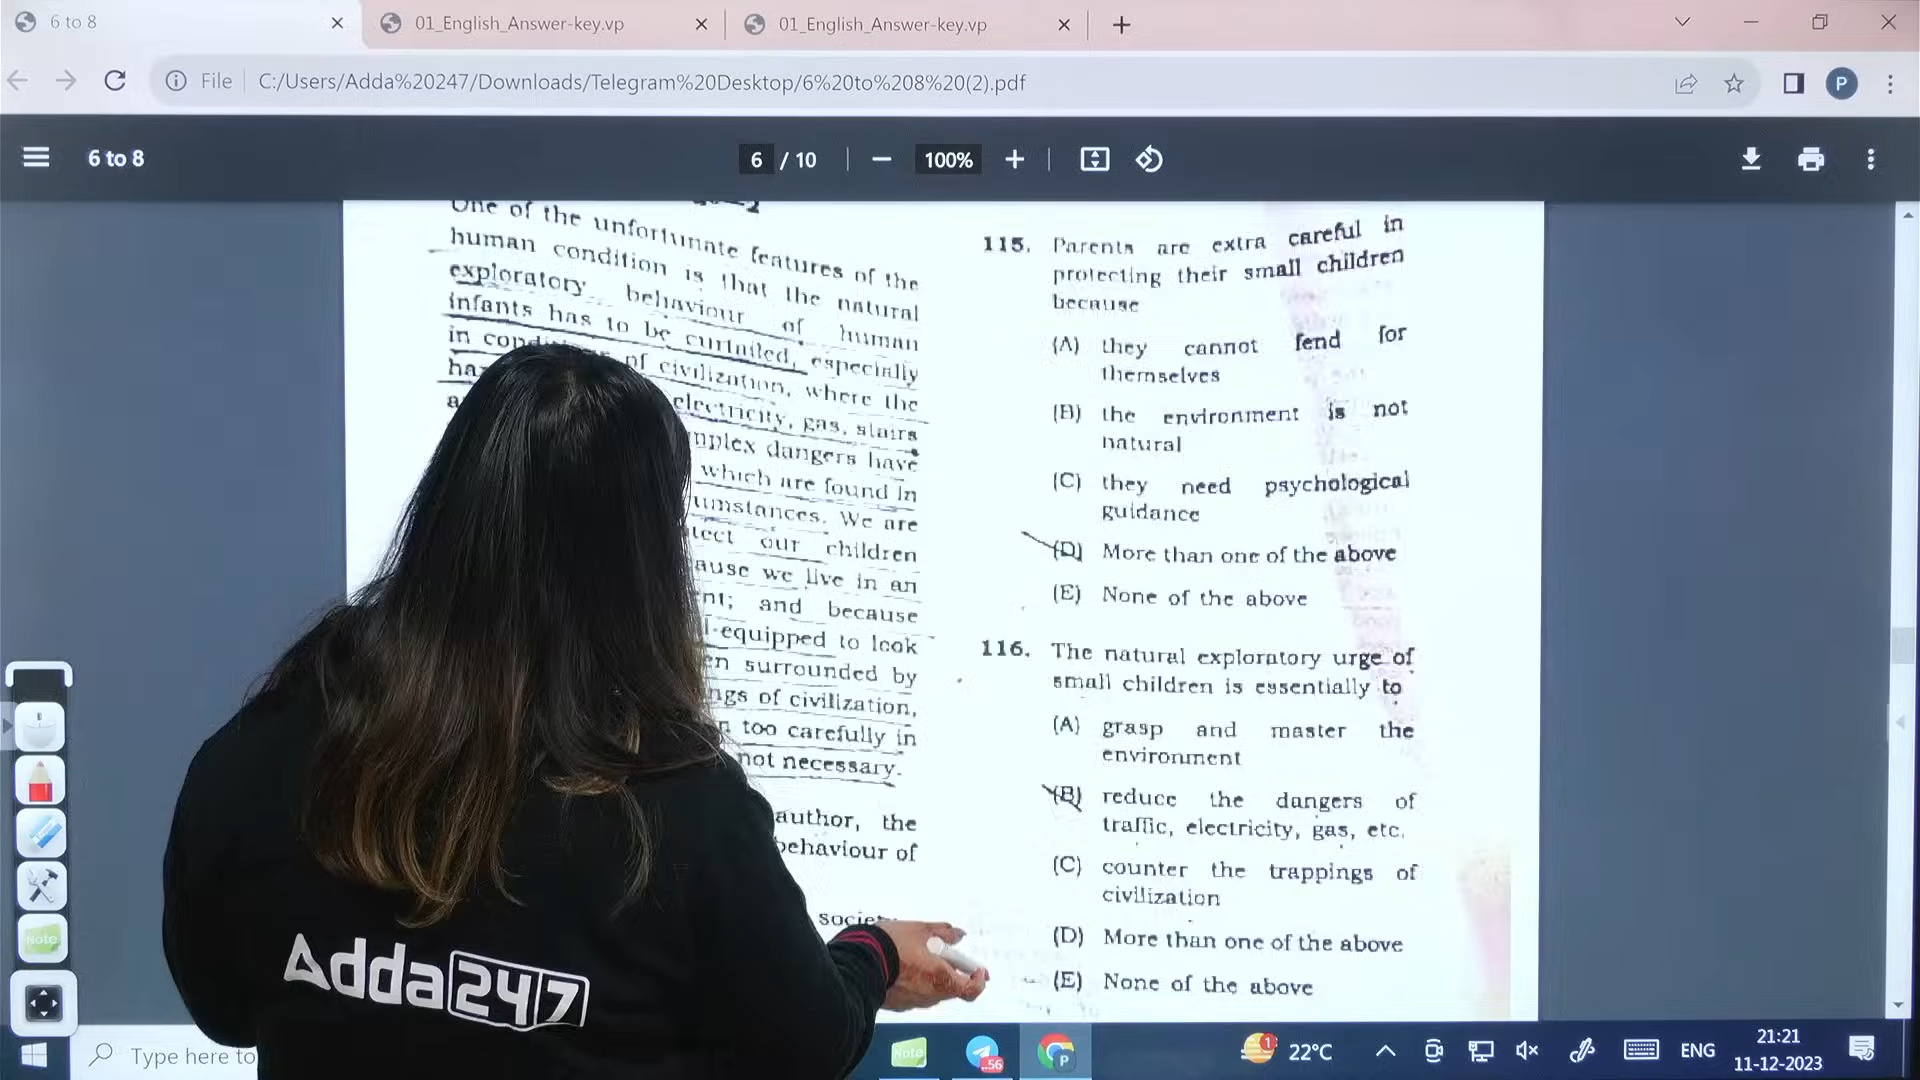 6 to 8
01_English_Answer-key.vp
01_English_Answer-key.vp
File
C:/Users/Adda%20247/Downloads/Telegram%20Desktop/6%20to%208%20(2).pdf
P
6 to 8
6 / 10
100%
One of the unfortunate features of the
human condition is that the natural
exploratory behaviour of human
infants has to be curtailed, especially
in of civilization, where the
electricity, gas, stairs
dangers have
which are found in
We are
our children
we live in an
and because
equipped to look
surrounded by
of civilization,
too carefully in
not necessary.
author, the
behaviour of
115. Parents are extra careful in
protecting their small children
because
(A) they cannot fend for
themselves
(B) the environment is not
natural
(C) they need psychological
guidance
(D) More than one of the above
(E) None of the above
116. The natural exploratory urge of
small children is essentially to
(A) grasp and master the
environment
(B) reduce the dangers of
traffic, electricity, gas, etc.
(C) counter the trappings of
civilization
(D) More than one of the above
(E) None of the above
Note
Adda247
Type here to
Note
..56
P
1
22°C
ENG
21:21
11-12-2023